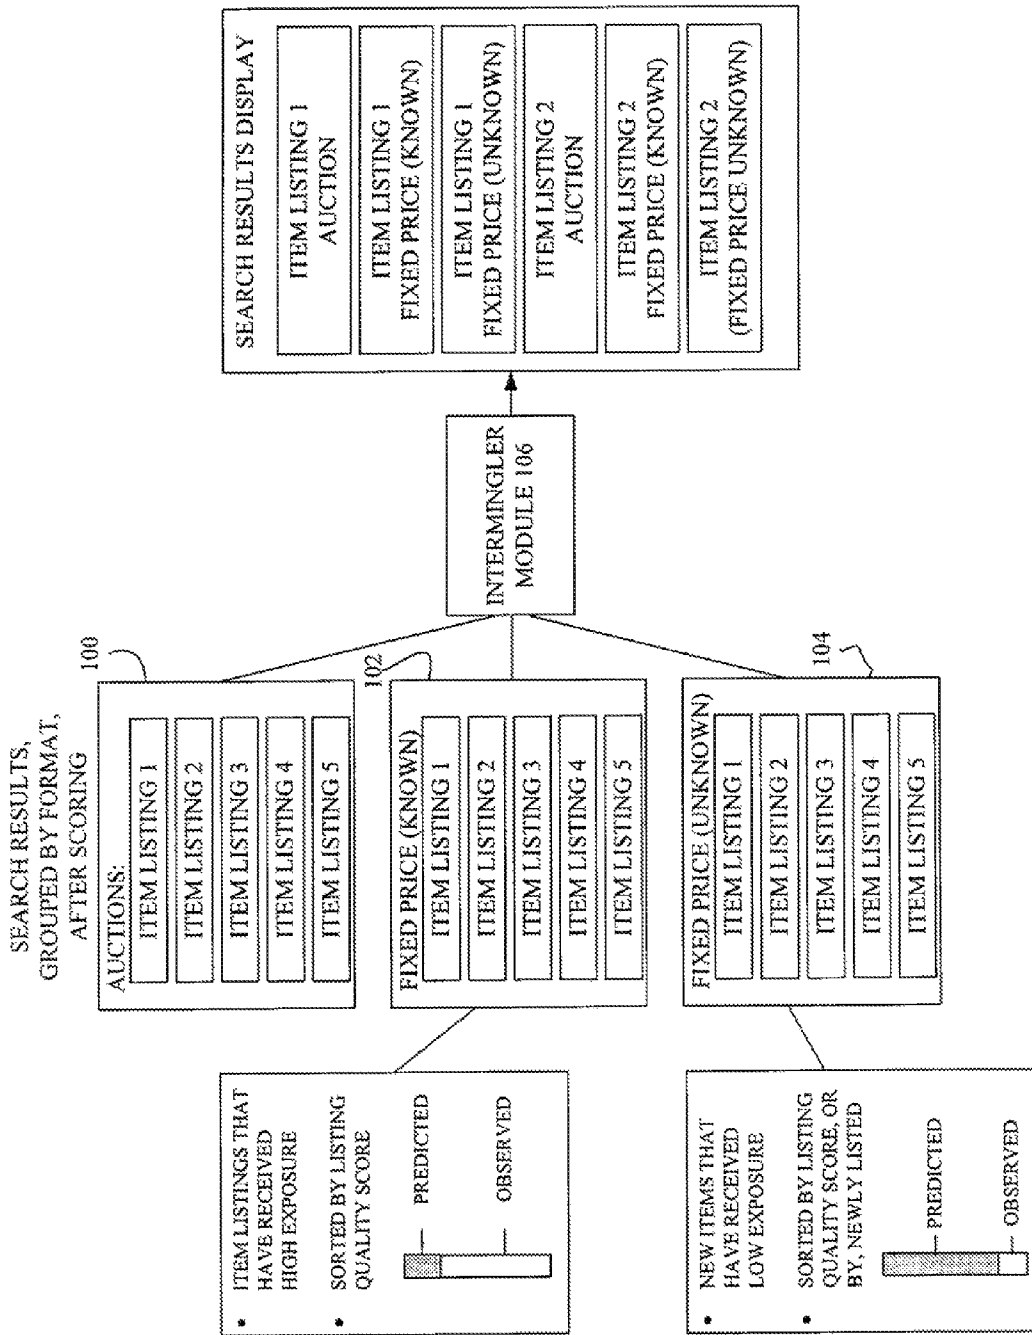 SEARCH RESULTS,
GROUPED BY FORMAT,
AFTER SCORING
100
AUCTIONS:
ITEM LISTING 1
ITEM LISTING 2
ITEM LISTING 3
ITEM LISTING 4
ITEM LISTING 5
102
FIXED PRICE (KNOWN)
ITEM LISTING 1
ITEM LISTING 2
ITEM LISTING 3
ITEM LISTING 4
ITEM LISTING 5
104
FIXED PRICE (UNKNOWN)
ITEM LISTING 1
ITEM LISTING 2
ITEM LISTING 3
ITEM LISTING 4
ITEM LISTING 5
• ITEM LISTINGS THAT
HAVE RECEIVED
HIGH EXPOSURE
• SORTED BY LISTING
QUALITY SCORE
PREDICTED
OBSERVED
• NEW ITEMS THAT
HAVE RECEIVED
LOW EXPOSURE
• SORTED BY LISTING
QUALITY SCORE, OR
BY, NEWLY LISTED
PREDICTED
OBSERVED
INTERMINGLER
MODULE 106
SEARCH RESULTS DISPLAY
ITEM LISTING 1
AUCTION
ITEM LISTING 1
FIXED PRICE (KNOWN)
ITEM LISTING 1
FIXED PRICE (UNKNOWN)
ITEM LISTING 2
AUCTION
ITEM LISTING 2
FIXED PRICE (KNOWN)
ITEM LISTING 2
(FIXED PRICE UNKNOWN)